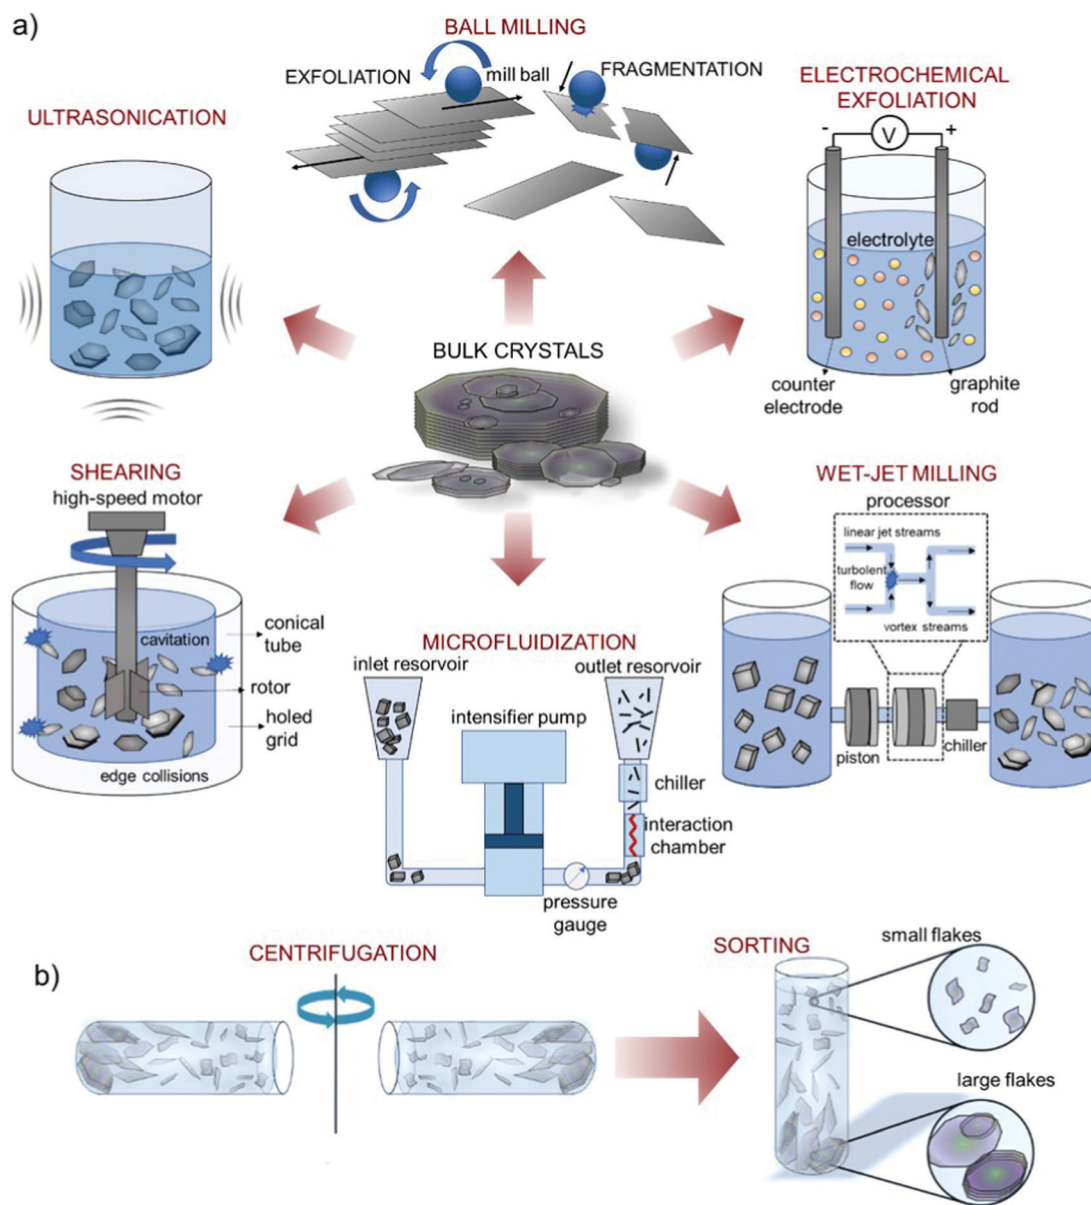 a)
BALL MILLING
EXFOLIATION
mill ball
FRAGMENTATION
ULTRASONICATION
ELECTROCHEMICAL
EXFOLIATION
-
V
+
electrolyte
counter
electrode
graphite
rod
BULK CRYSTALS
SHEARING
high-speed motor
cavitation
conical
tube
rotor
holed
grid
edge collisions
MICROFLUIDIZATION
inlet resorvoir
outlet resorvoir
intensifier pump
chiller
interaction
chamber
pressure
gauge
WET-JET MILLING
processor
linear jet streams
turbolent
flow
vortex streams
piston
chiller
b)
CENTRIFUGATION
SORTING
small flakes
large flakes